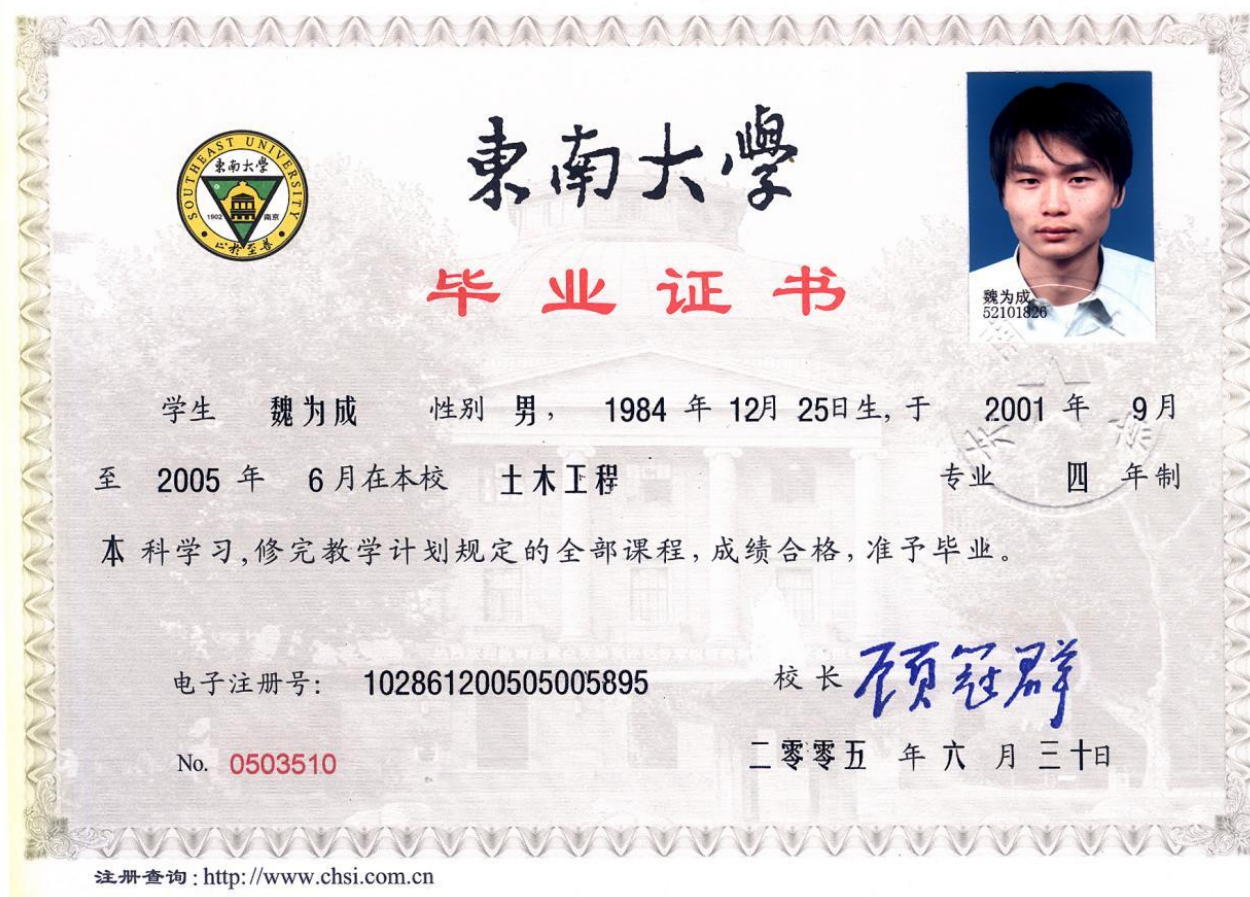 SOUTHEAST UNIVERSITY
東南大學
1902 南京
止於至善
東南大學
毕业证书
魏为成
52101826
学生 魏为成 性别 男, 1984 年 12月 25日生, 于 2001 年 9月
至 2005 年 6月在本校 土木工程 专业 四 年制
本 科学习,修完教学计划规定的全部课程,成绩合格,准予毕业。
电子注册号: 102861200505005895
校长 顾冠群
No. 0503510
二零零五 年 六 月 三十日
注册查询: http://www.chsi.com.cn